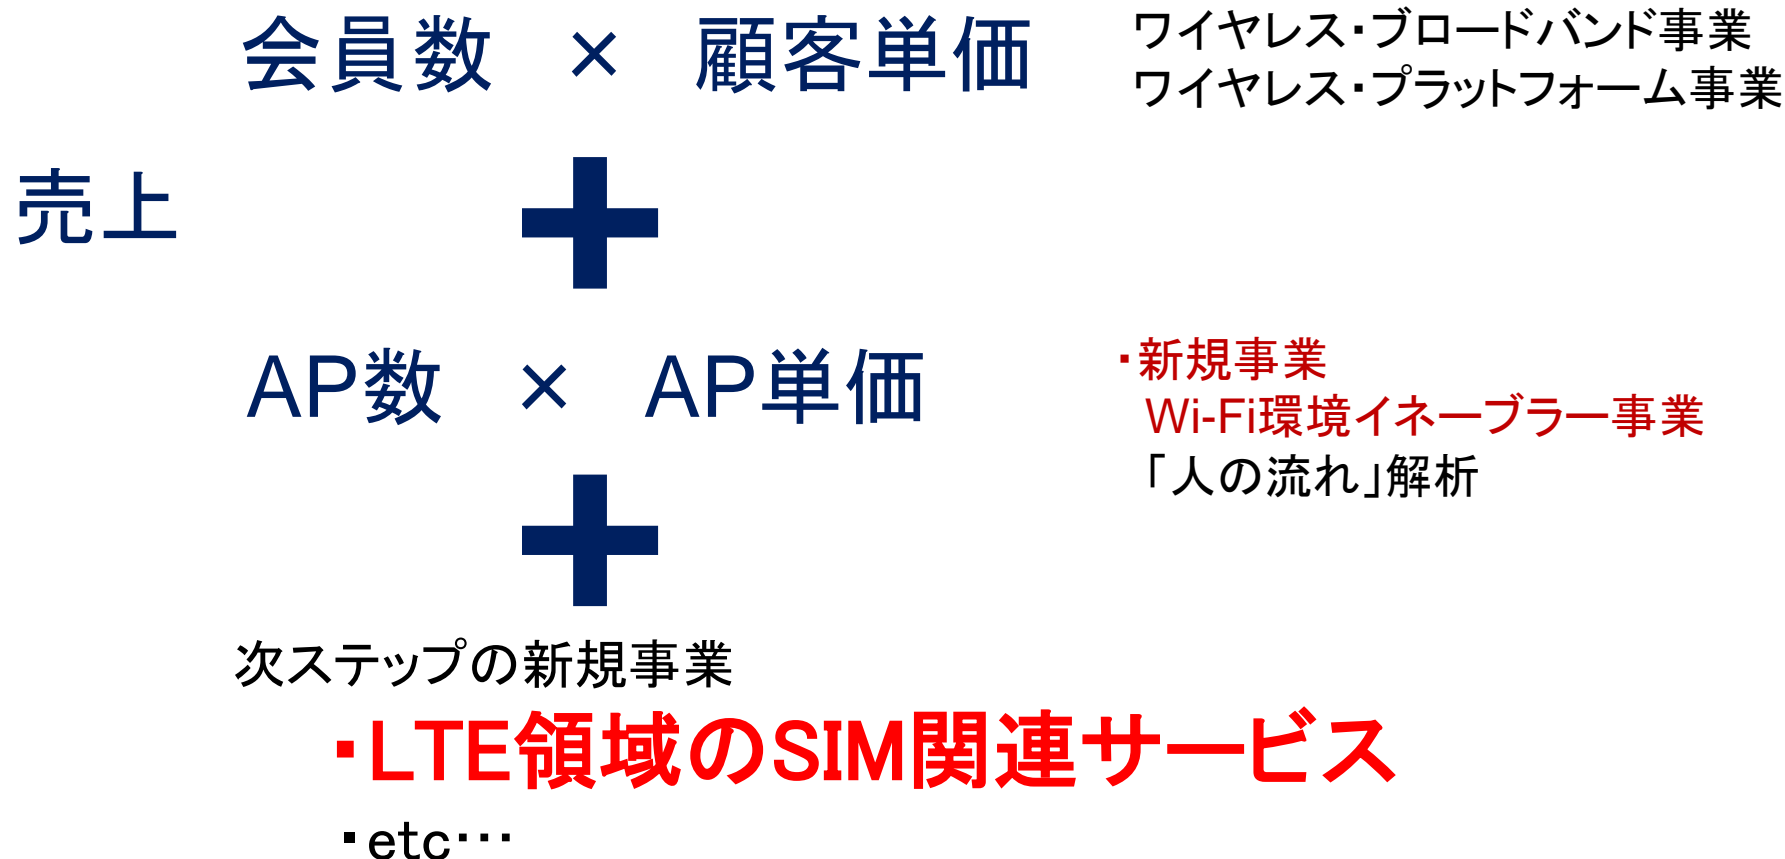 会員数 × 顧客単価
ワイヤレス・ブロードバンド事業
ワイヤレス・プラットフォーム事業
売上
+
AP数 × AP単価
・新規事業
Wi-Fi環境イネーブラー事業
「人の流れ」解析
+
次ステップの新規事業
・LTE領域のSIM関連サービス
・etc・・・